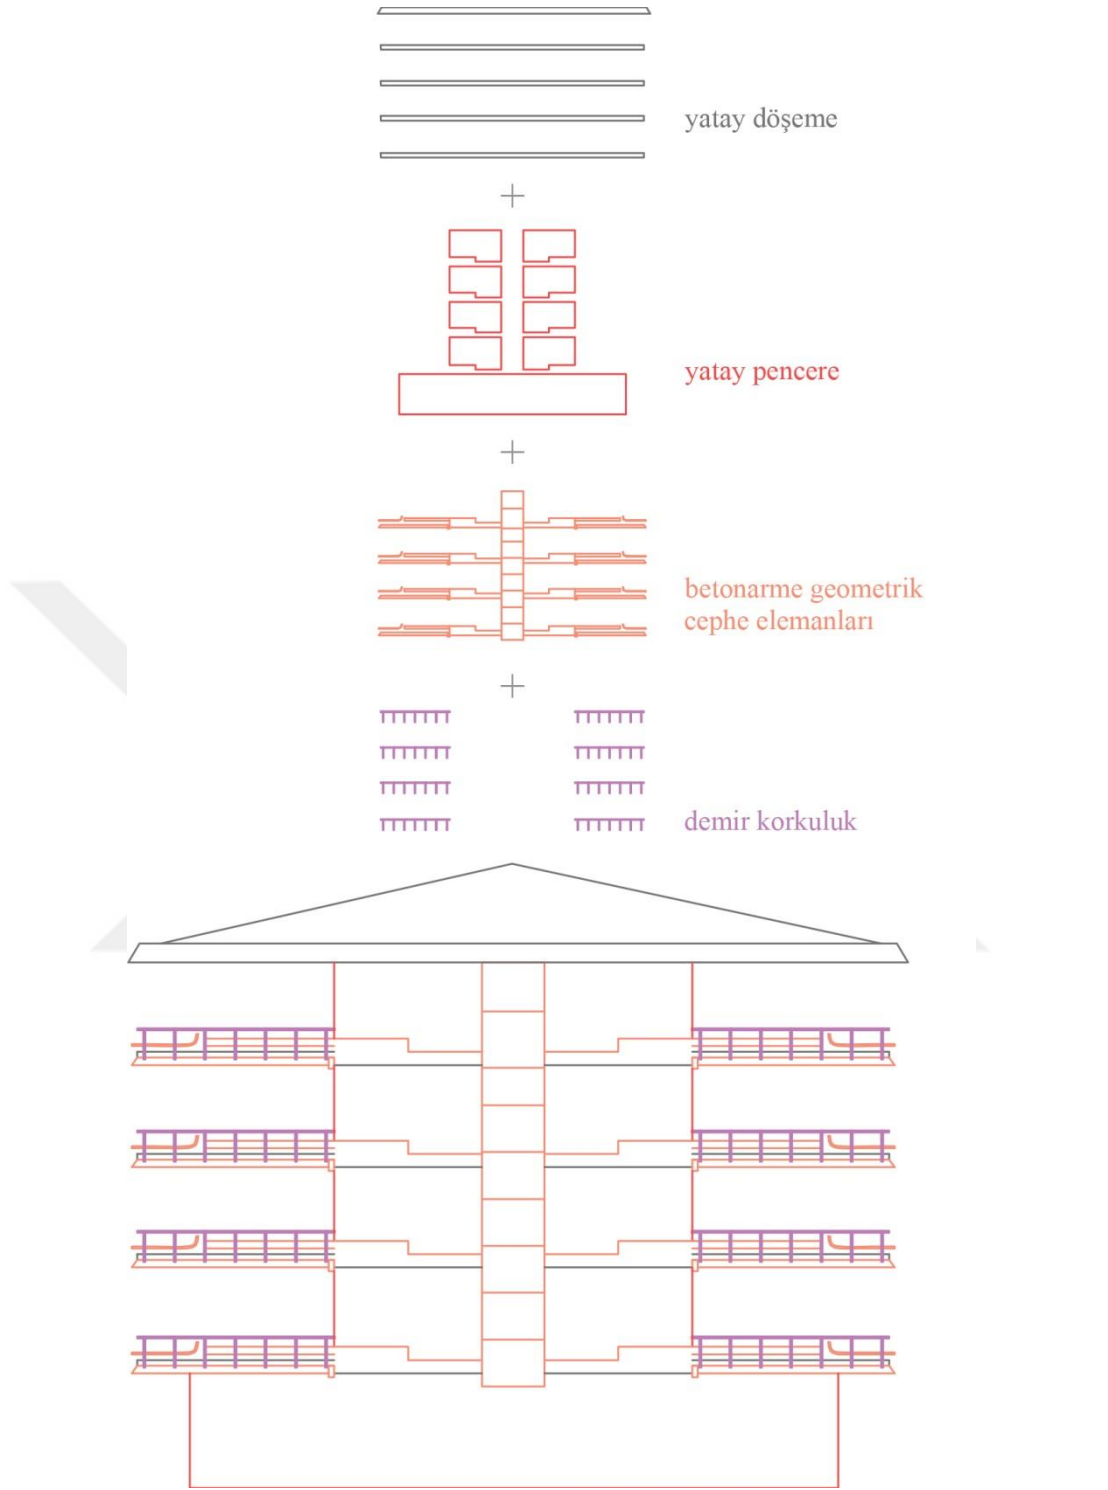 yatay döşeme
yatay pencere
betonarme geometrik
cephe elemanları
demir korkuluk